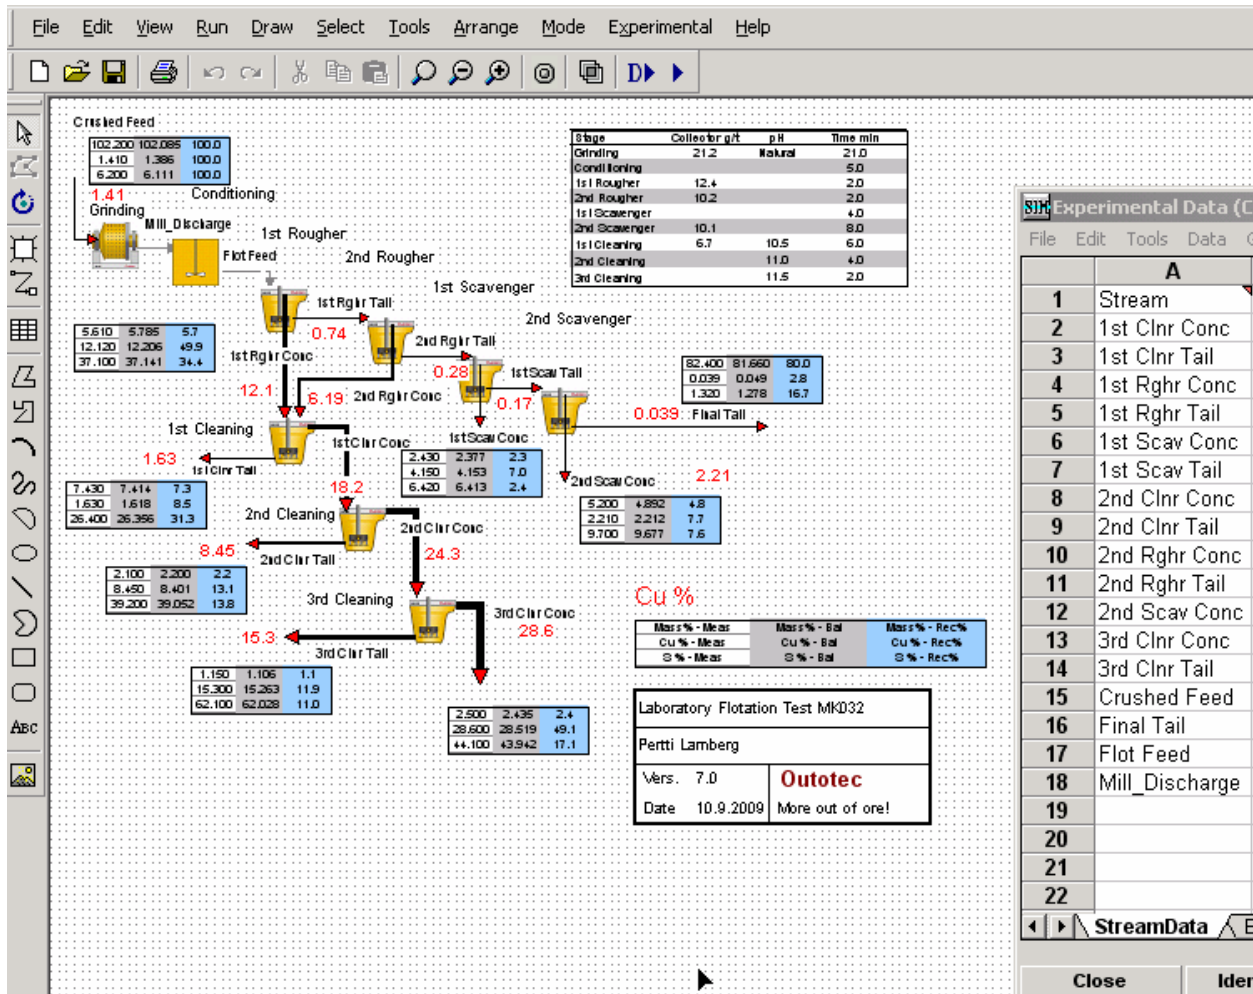 File Edit View Run Draw Select Tools Arrange Mode Experimental Help
D
Crushed Feed
102.200 102.085 100.0
1.410 1.386 100.0
6.200 6.111 100.0
1.41
Conditioning
Grinding
Mill_Discharge
Flot Feed
1st Rougher
2nd Rougher
1st Scavenger
2nd Scavenger
Stage Collector g/t pH Time min
Grinding 21.2 Natural 21.0
Conditioning 5.0
1st Rougher 12.4 2.0
2nd Rougher 10.2 2.0
1st Scavenger 4.0
2nd Scavenger 10.1 8.0
1st Cleaning 6.7 10.5 6.0
2nd Cleaning 11.0 4.0
3rd Cleaning 11.5 2.0
1st Rghr Tail
0.74
2nd Rghr Tail
0.28
1st Scav Tail
0.17
5.610 5.785 5.7
12.120 12.206 49.9
37.100 37.141 34.4
1st Rghr Conc
12.1
6.19
2nd Rghr Conc
82.400 81.660 80.0
0.039 0.049 2.8
1.320 1.278 16.7
0.039 Final Tail
1st Cleaning
1st Clnr Conc
1st Scav Conc
1.63
1st Clnr Tail
18.2
2.430 2.377 2.3
4.150 4.153 7.0
6.420 6.413 2.4
2nd Scav Conc
2.21
7.430 7.414 7.3
1.630 1.618 8.5
26.400 26.356 31.3
5.200 4.892 4.8
2.210 2.212 7.7
9.700 9.677 7.6
2nd Cleaning
2nd Clnr Conc
8.45
2nd Clnr Tail
24.3
2.100 2.200 2.2
8.450 8.401 13.1
39.200 39.052 13.8
3rd Cleaning
3rd Clnr Conc
28.6
15.3
3rd Clnr Tail
1.150 1.106 1.1
15.300 15.263 11.9
62.100 62.028 11.0
2.500 2.435 2.4
28.600 28.519 49.1
44.100 43.942 17.1
Cu %
Mass% - Meas Mass% - Bal Mass% - Rec%
Cu % - Meas Cu % - Bal Cu % - Rec%
S % - Meas S % - Bal S % - Rec%
Laboratory Flotation Test MK032
Pertti Lamberg
Vers. 7.0 Outotec
Date 10.9.2009 More out of ore!
ABC
SIM Experimental Data (C
File Edit Tools Data
A
1 Stream
2 1st Clnr Conc
3 1st Clnr Tail
4 1st Rghr Conc
5 1st Rghr Tail
6 1st Scav Conc
7 1st Scav Tail
8 2nd Clnr Conc
9 2nd Clnr Tail
10 2nd Rghr Conc
11 2nd Rghr Tail
12 2nd Scav Conc
13 3rd Clnr Conc
14 3rd Clnr Tail
15 Crushed Feed
16 Final Tail
17 Flot Feed
18 Mill_Discharge
19
20
21
22
StreamData E
Close Iden